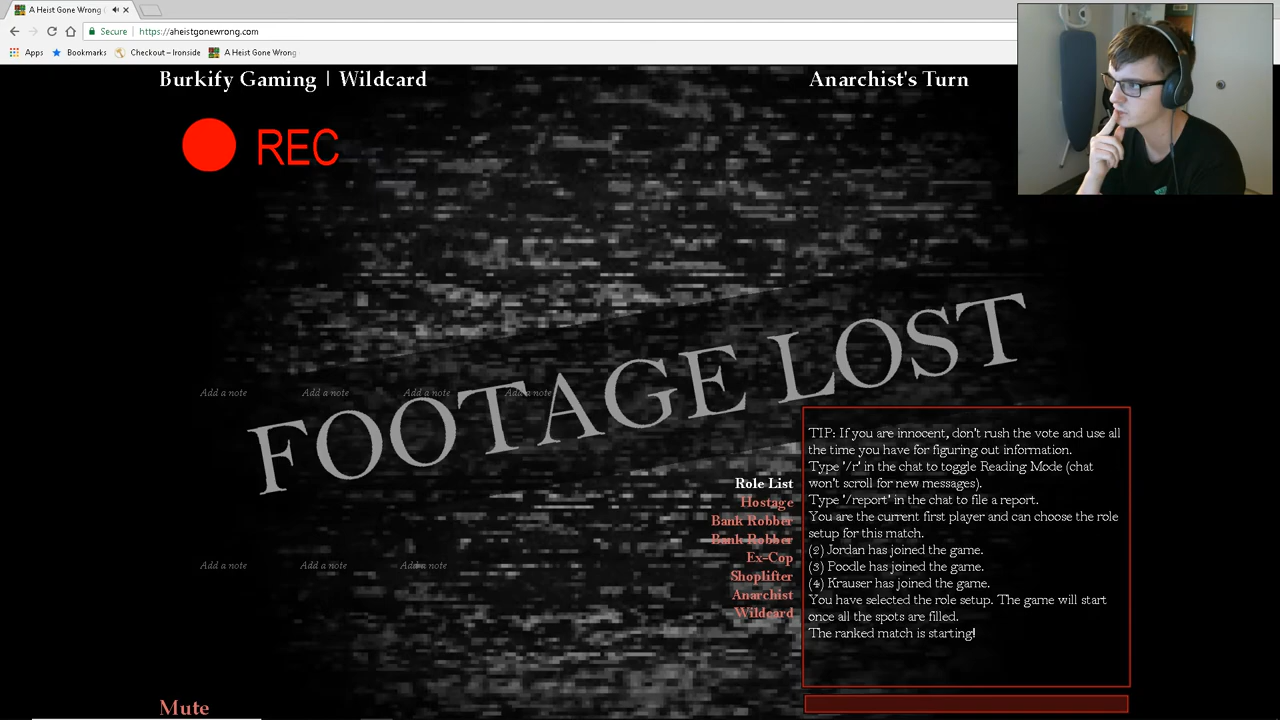 A Heist Gone Wrong
Secure
https://aheistgonewrong.com
Apps
Bookmarks
Checkout – Ironside
A Heist Gone Wrong
Burkify Gaming | Wildcard
Anarchist's Turn
REC
FOOTAGE LOST
Add a note
Add a note
Add a note
Add a note
Add a note
Add a note
Add a note
Role List
Hostage
Bank Robber
Bank Robber
Ex-Cop
Shoplifter
Anarchist
Wildcard
TIP: If you are innocent, don't rush the vote and use all
the time you have for figuring out information.
Type '/r' in the chat to toggle Reading Mode (chat
won't scroll for new messages).
Type '/report' in the chat to file a report.
You are the current first player and can choose the role
setup for this match.
(2) Jordan has joined the game.
(3) Poodle has joined the game.
(4) Krauser has joined the game.
You have selected the role setup. The game will start
once all the spots are filled.
The ranked match is starting!
Mute